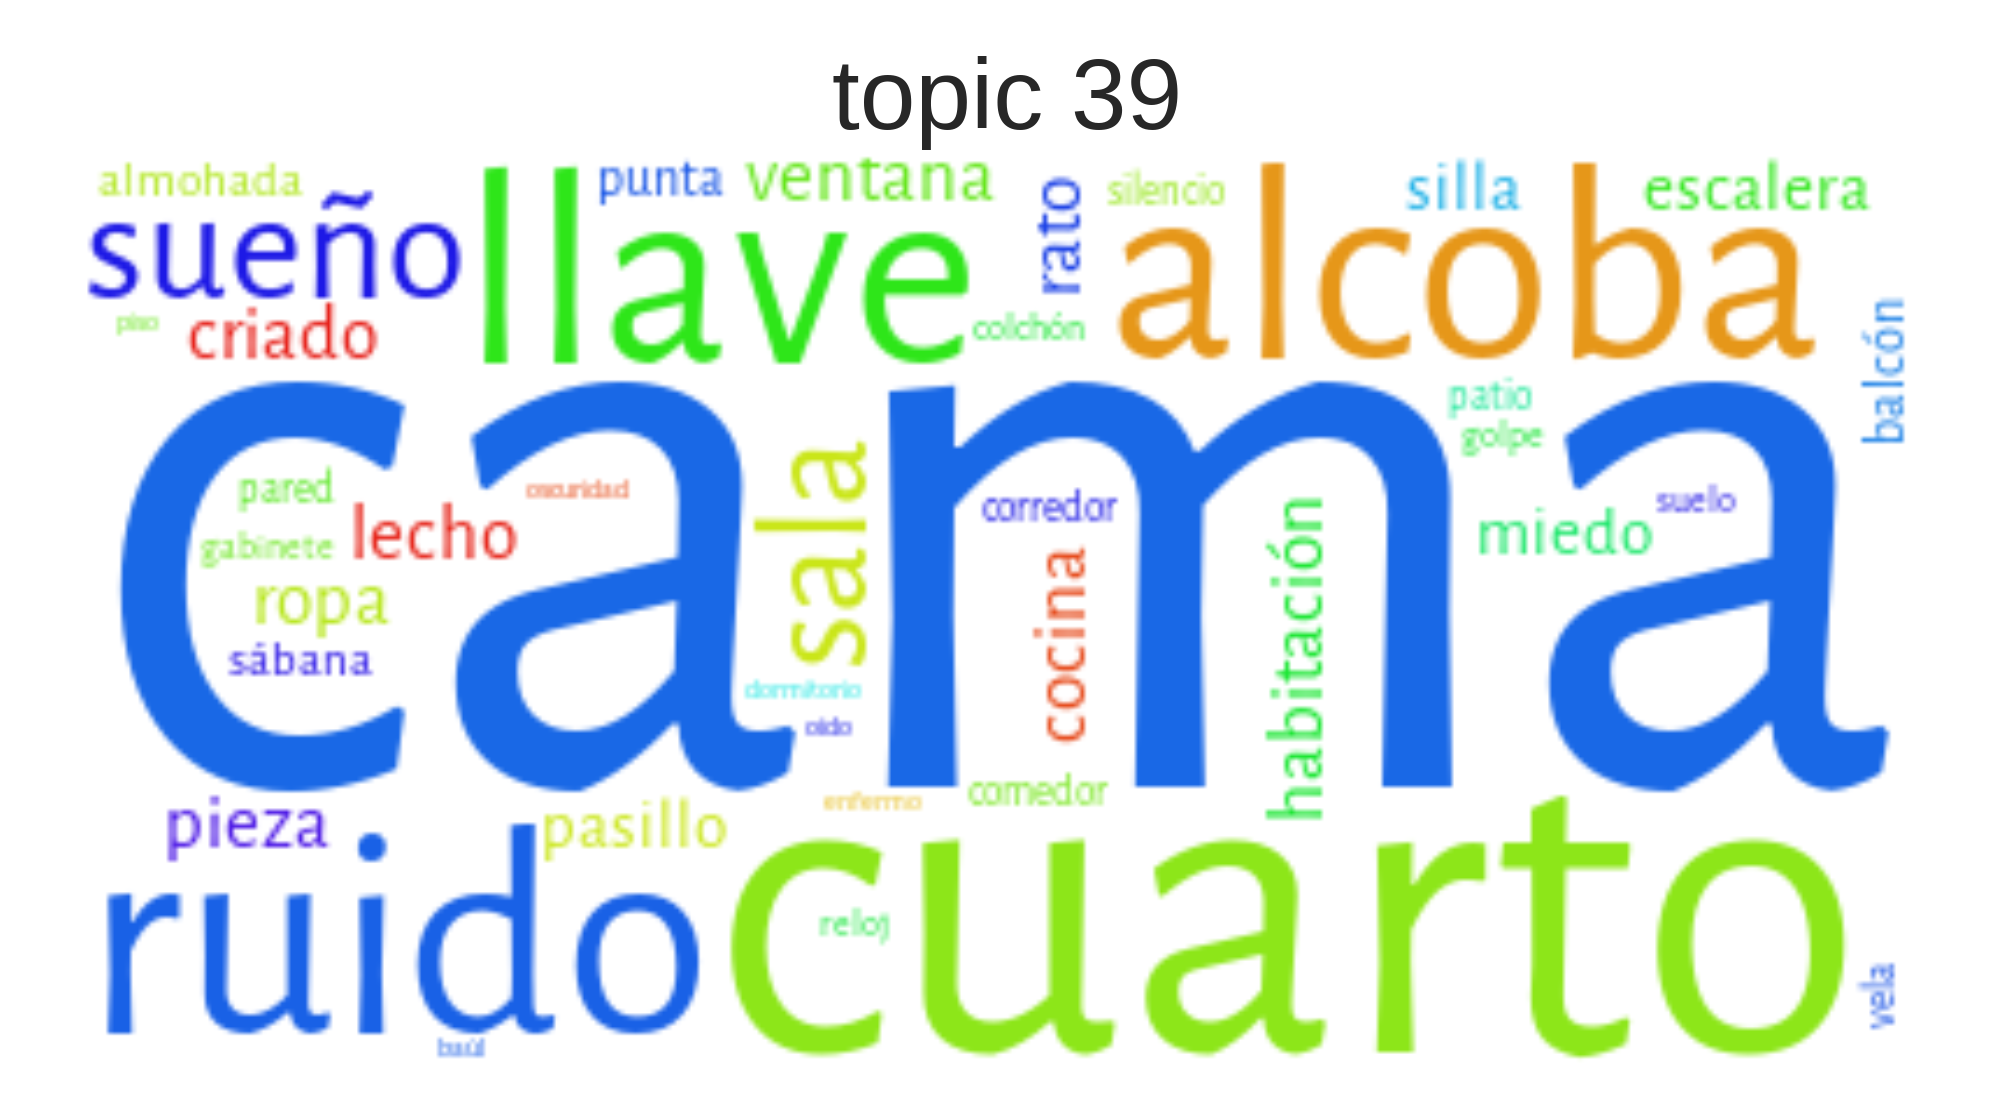 topic 39
almohada
punta
ventana
silencio
silla
escalera
sueño
llave
rato
alcoba
piso
criado
colchón
balcón
cama
patio
golpe
pared
oscuridad
sala
corredor
suelo
gabinete
lecho
cocina
habitación
miedo
ropa
sábana
dormitorio
oído
enfermo
comedor
pieza
pasillo
ruido
cuarto
reloj
vela
baúl